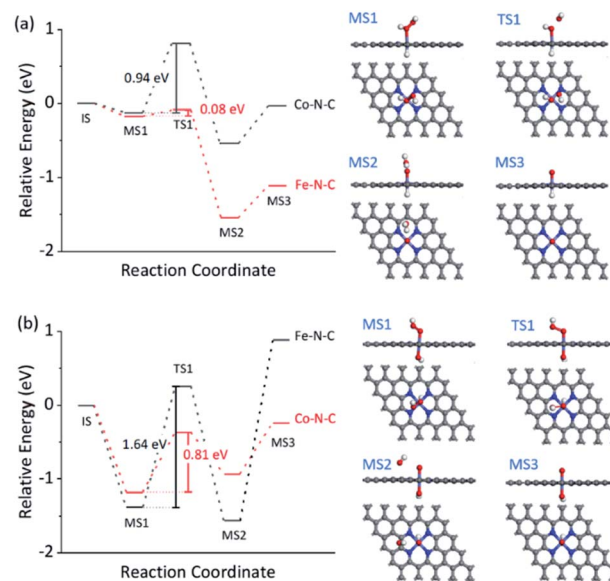 (a)
MS1
TS1
1
0
-1
-2
Relative Energy (eV)
0.94 eV
0.08 eV
IS
MS1
TS1
MS2
MS3
Co-N-C
Fe-N-C
Reaction Coordinate
MS2
MS3
(b)
MS1
TS1
1
0
-1
-2
Relative Energy (eV)
TS1
IS
1.64 eV
0.81 eV
MS1
MS2
MS3
Fe-N-C
Co-N-C
Reaction Coordinate
MS2
MS3